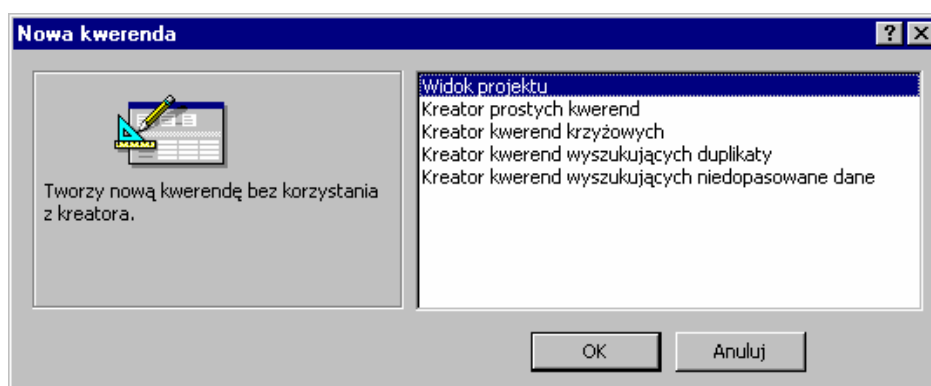 Nowa kwerenda
Tworzy nową kwerendę bez korzystania
z kreatora.
Widok projektu
Kreator prostych kwerend
Kreator kwerend krzyżowych
Kreator kwerend wyszukujących duplikaty
Kreator kwerend wyszukujących niedopasowane dane
OK
Anuluj